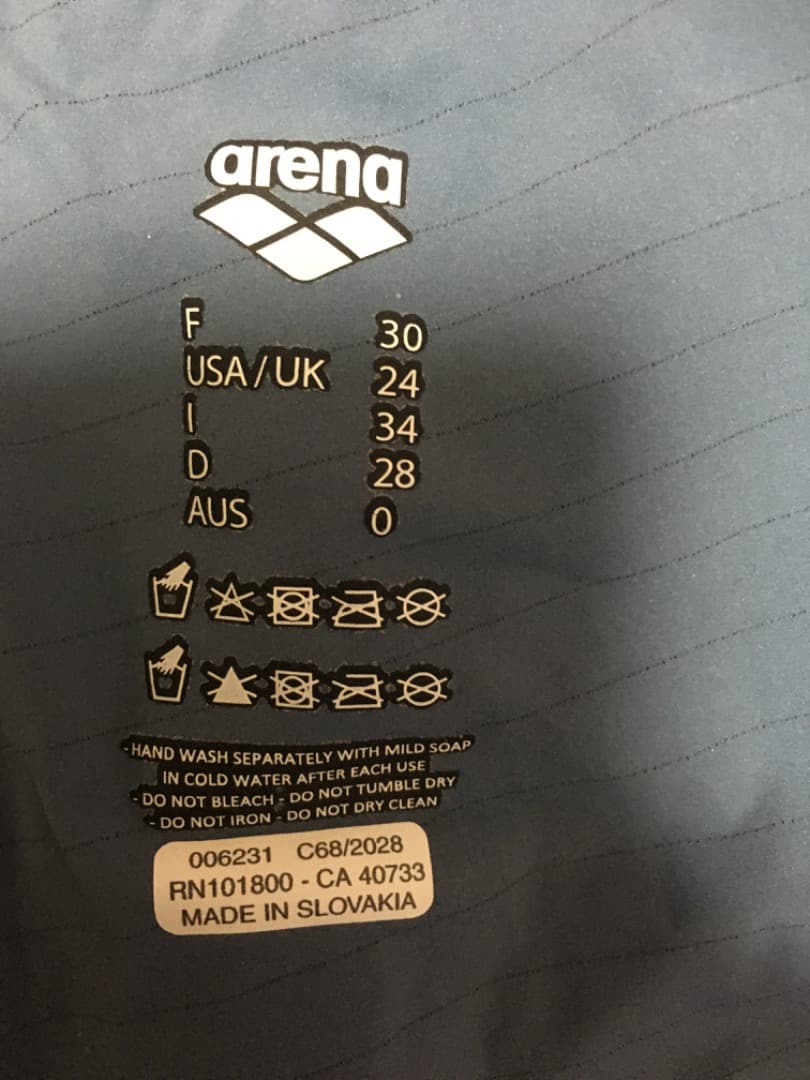 arena
F 30
USA/UK 24
I 34
D 28
AUS 0
-HAND WASH SEPARATELY WITH MILD SOAP
IN COLD WATER AFTER EACH USE
- DO NOT BLEACH - DO NOT TUMBLE DRY
- DO NOT IRON - DO NOT DRY CLEAN
006231 C68/2028
RN101800 - CA 40733
MADE IN SLOVAKIA